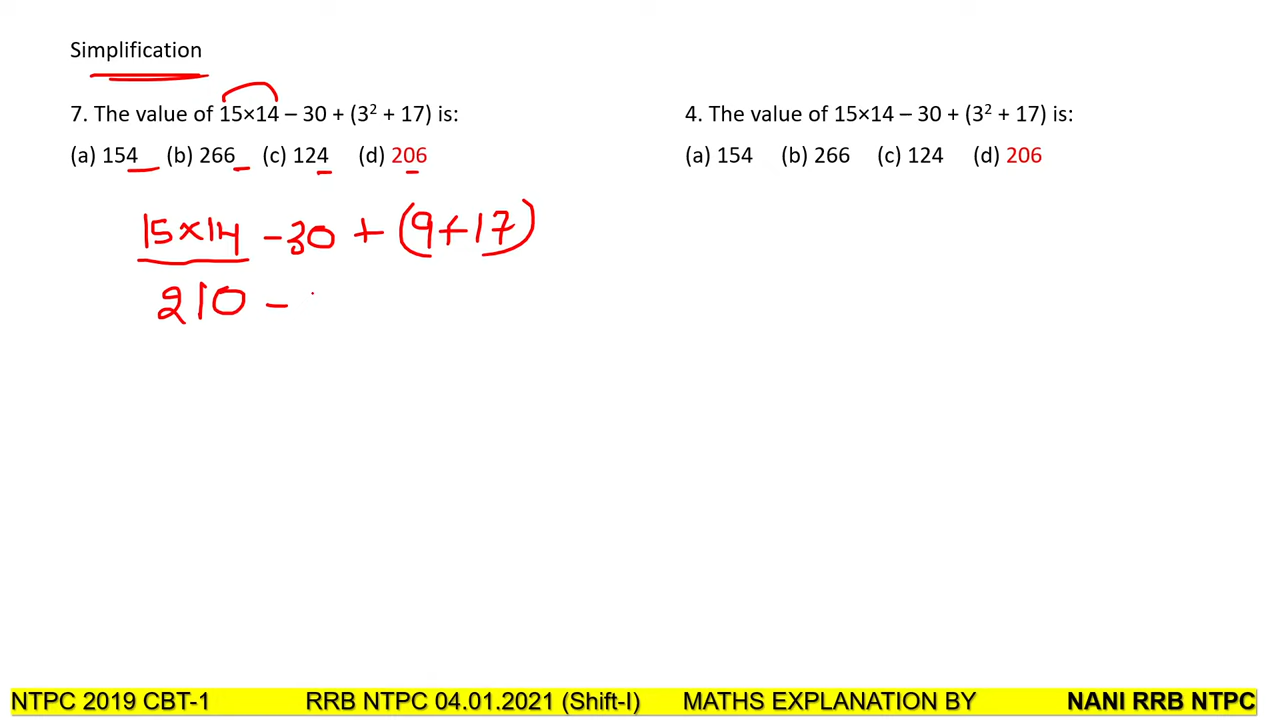 Simplification
7. The value of 15×14 – 30 + (3² + 17) is:
(a) 154 (b) 266 (c) 124 (d) 206
15×14 - 30 + (9+17)
210 -
4. The value of 15×14 – 30 + (3² + 17) is:
(a) 154 (b) 266 (c) 124 (d) 206
NTPC 2019 CBT-1 RRB NTPC 04.01.2021 (Shift-I) MATHS EXPLANATION BY NANI RRB NTPC